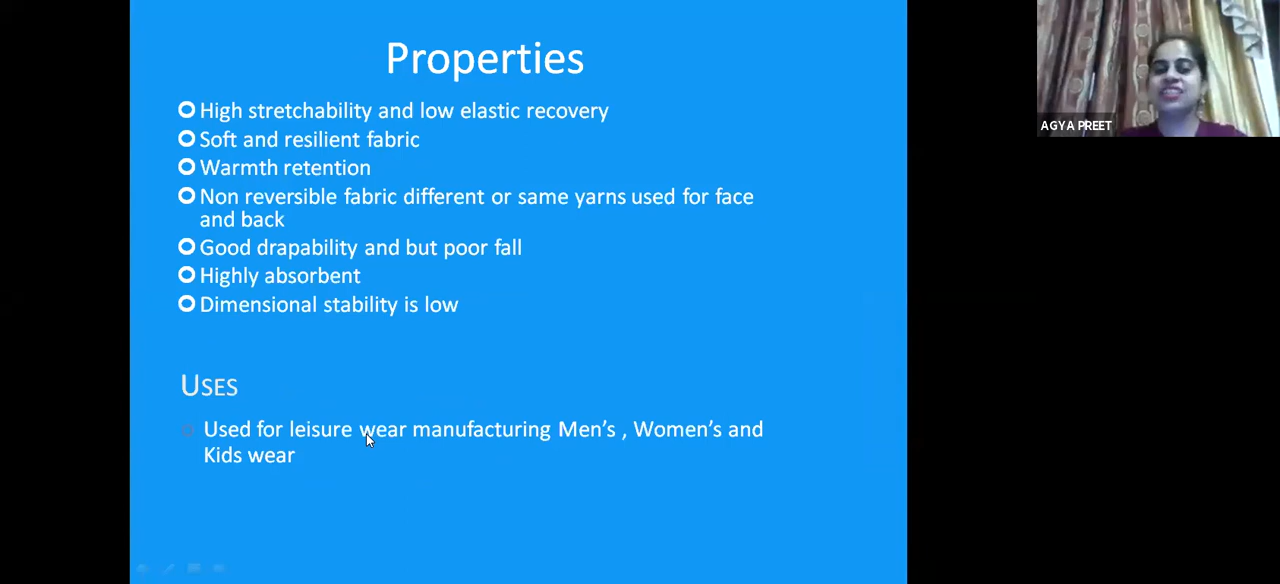 Properties
High stretchability and low elastic recovery
Soft and resilient fabric
Warmth retention
Non reversible fabric different or same yarns used for face
and back
Good drapability and but poor fall
Highly absorbent
Dimensional stability is low
USES
Used for leisure wear manufacturing Men's , Women's and
Kids wear
AGYA PREET